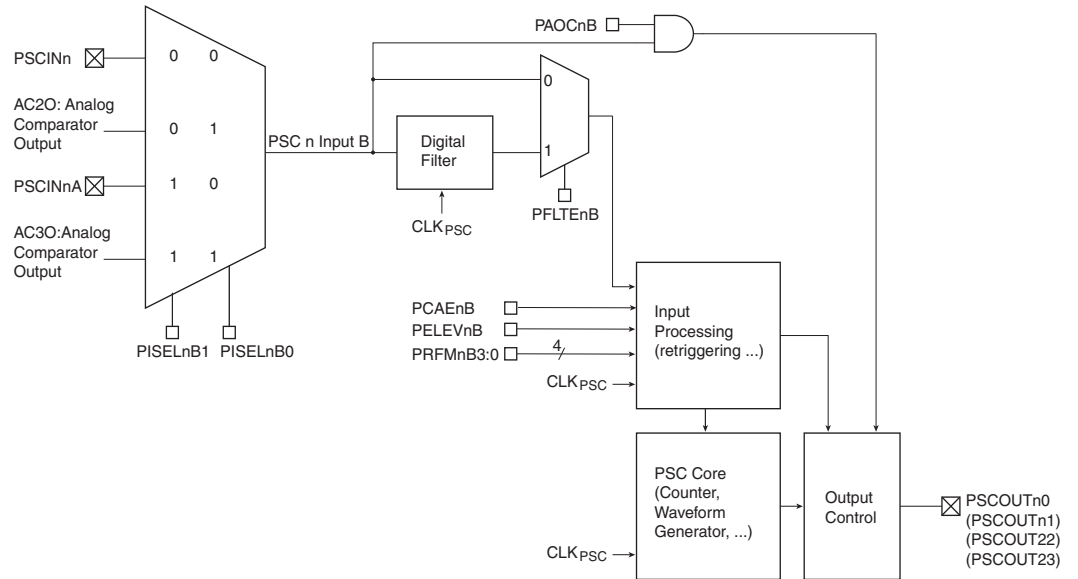 PAOCnB
PSCINn
0 0
AC2O: Analog
Comparator
Output
0 1
PSCINnA
1 0
AC3O:Analog
Comparator
Output
1 1
PISELnB1
PISELnB0
PSC n Input B
Digital
Filter
CLKPSC
0
1
PFLTEnB
PCAEnB
PELEVnB
PRFMnB3:0
4
CLKPSC
Input
Processing
(retriggering ...)
PSC Core
(Counter,
Waveform
Generator, ...)
CLKPSC
Output
Control
PSCOUTn0
(PSCOUTn1)
(PSCOUT22)
(PSCOUT23)